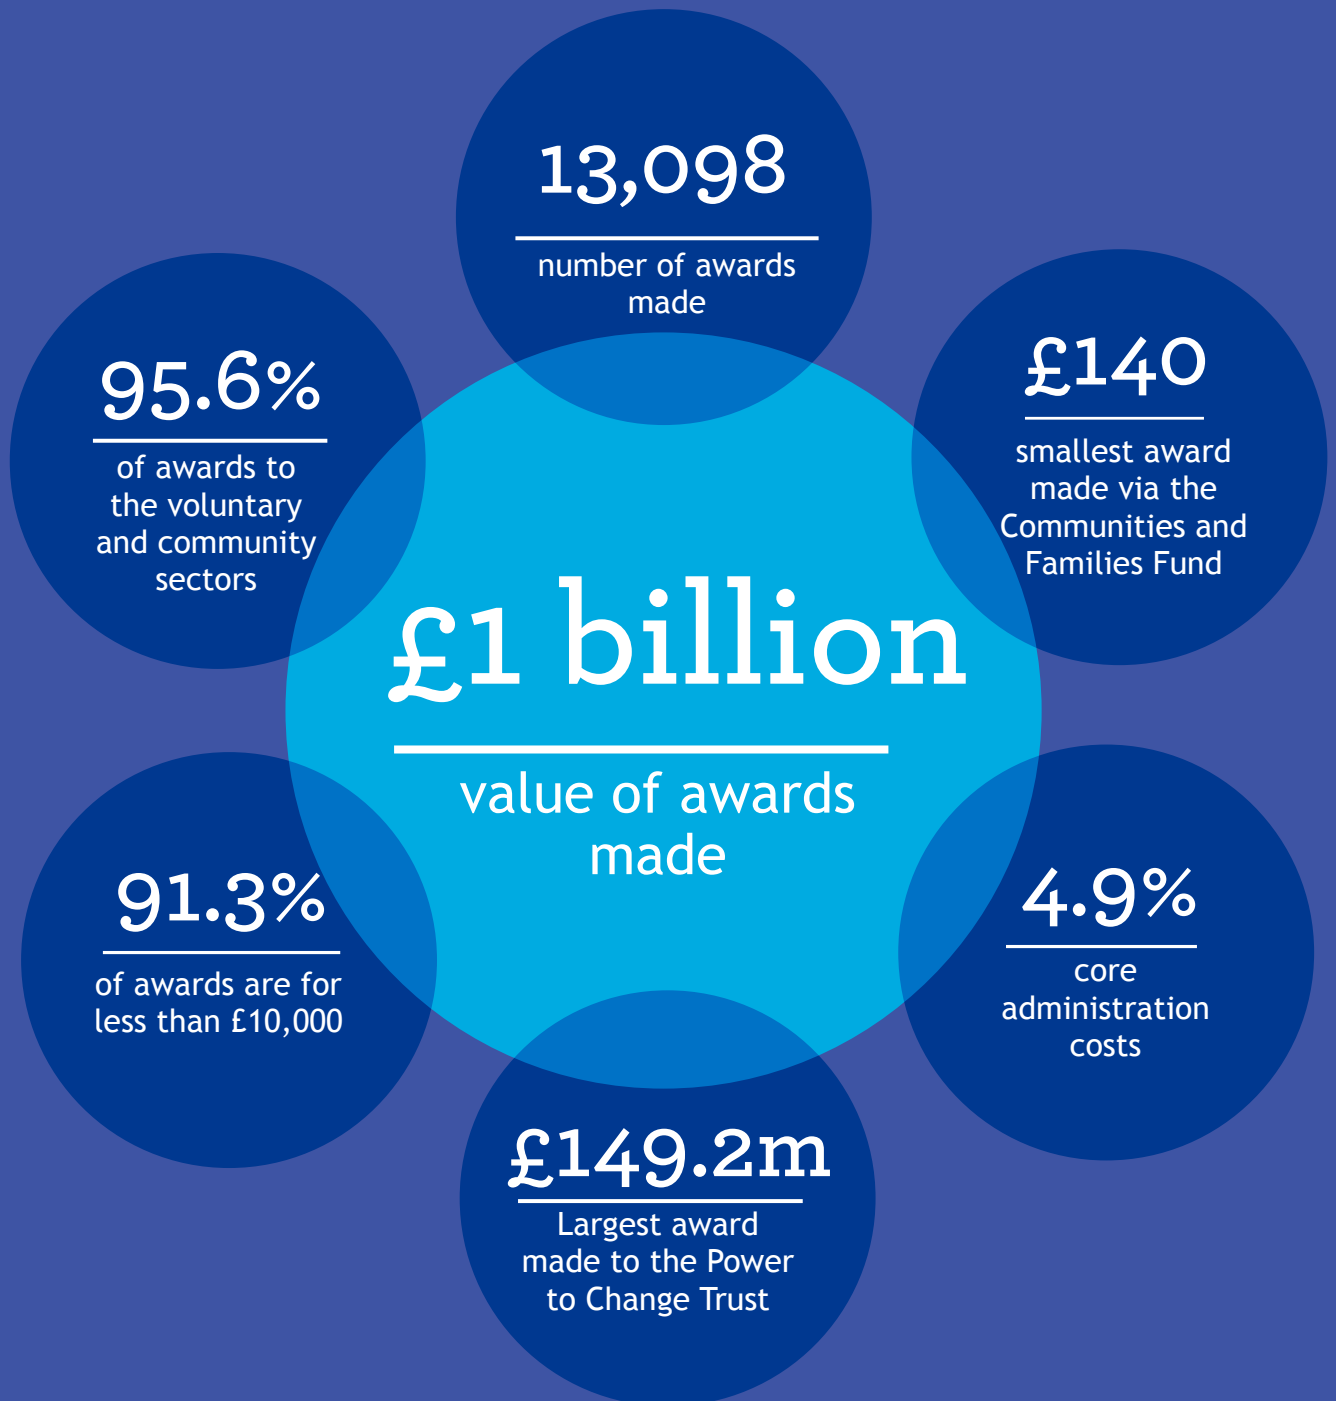 13,098
number of awards
made
95.6%
of awards to
the voluntary
and community
sectors
£140
smallest award
made via the
Communities and
Families Fund
£1 billion
value of awards
made
91.3%
of awards are for
less than £10,000
4.9%
core
administration
costs
£149.2m
Largest award
made to the Power
to Change Trust